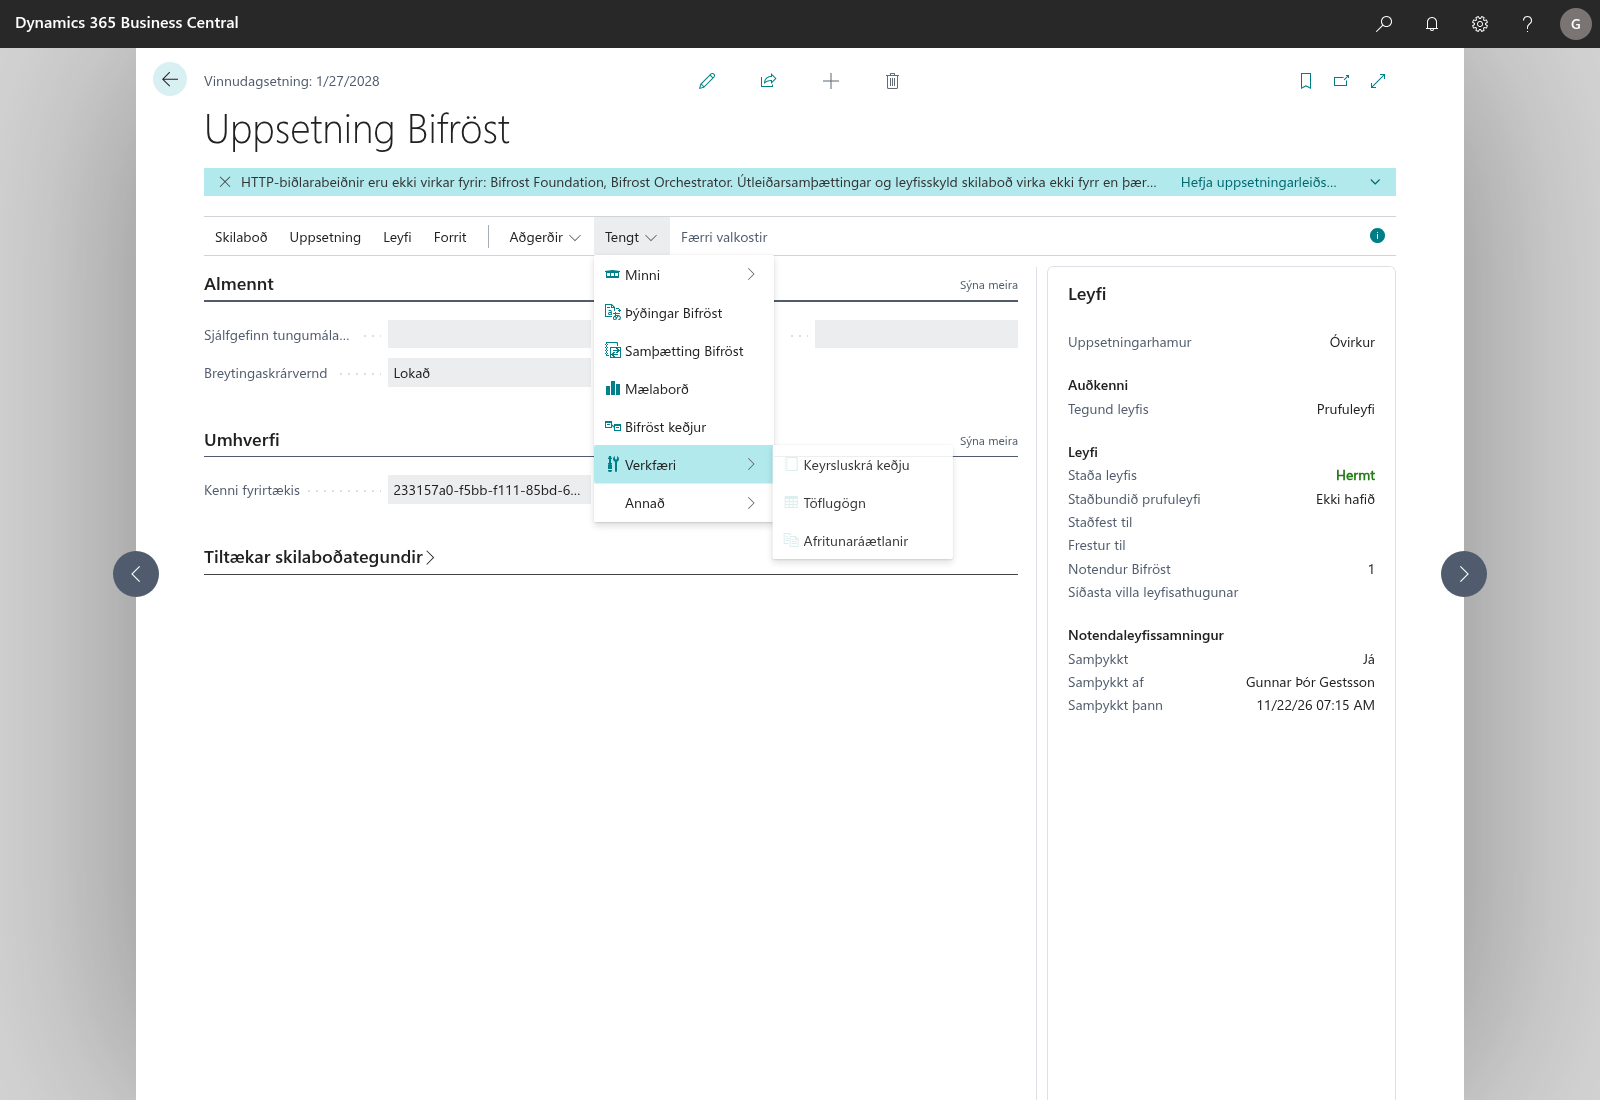 Dynamics 365 Business Central
G
Vinnudagsetning: 1/27/2028
Uppsetning Bifröst
HTTP-biðlarabeiðnir eru ekki virkar fyrir: Bifrost Foundation, Bifrost Orchestrator. Útleiðarsamþættingar og leyfisskyld skilaboð virka ekki fyrr en þær... Hefja uppsetningarleiðs...
Skilaboð Uppsetning Leyfi Forrit Aðgerðir Tengt Færri valkostir
Almennt
Sýna meira
Sjálfgefinn tungumála...
Breytingaskrárvernd Lokað
Umhverfi
Sýna meira
Kenni fyrirtækis 233157a0-f5bb-f111-85bd-6...
Tiltækar skilaboðategundir
Minni
Þýðingar Bifröst
Samþætting Bifröst
Mælaborð
Bifröst keðjur
Verkfæri
Annað
Keyrsluskrá keðju
Töflugögn
Afritunaráætlanir
Leyfi
Uppsetningarhamur Óvirkur
Auðkenni
Tegund leyfis Prufuleyfi
Leyfi
Staða leyfis Hermt
Staðbundið prufuleyfi Ekki hafið
Staðfest til
Frestur til
Notendur Bifröst 1
Síðasta villa leyfisathugunar
Notendaleyfissamningur
Samþykkt Já
Samþykkt af Gunnar Þór Gestsson
Samþykkt þann 11/22/26 07:15 AM